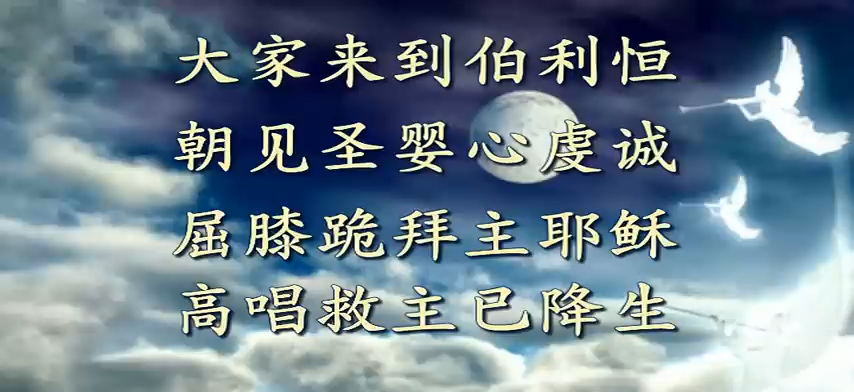 大家来到伯利恒
朝见圣婴心虔诚
屈膝跪拜主耶稣
高唱救主已降生